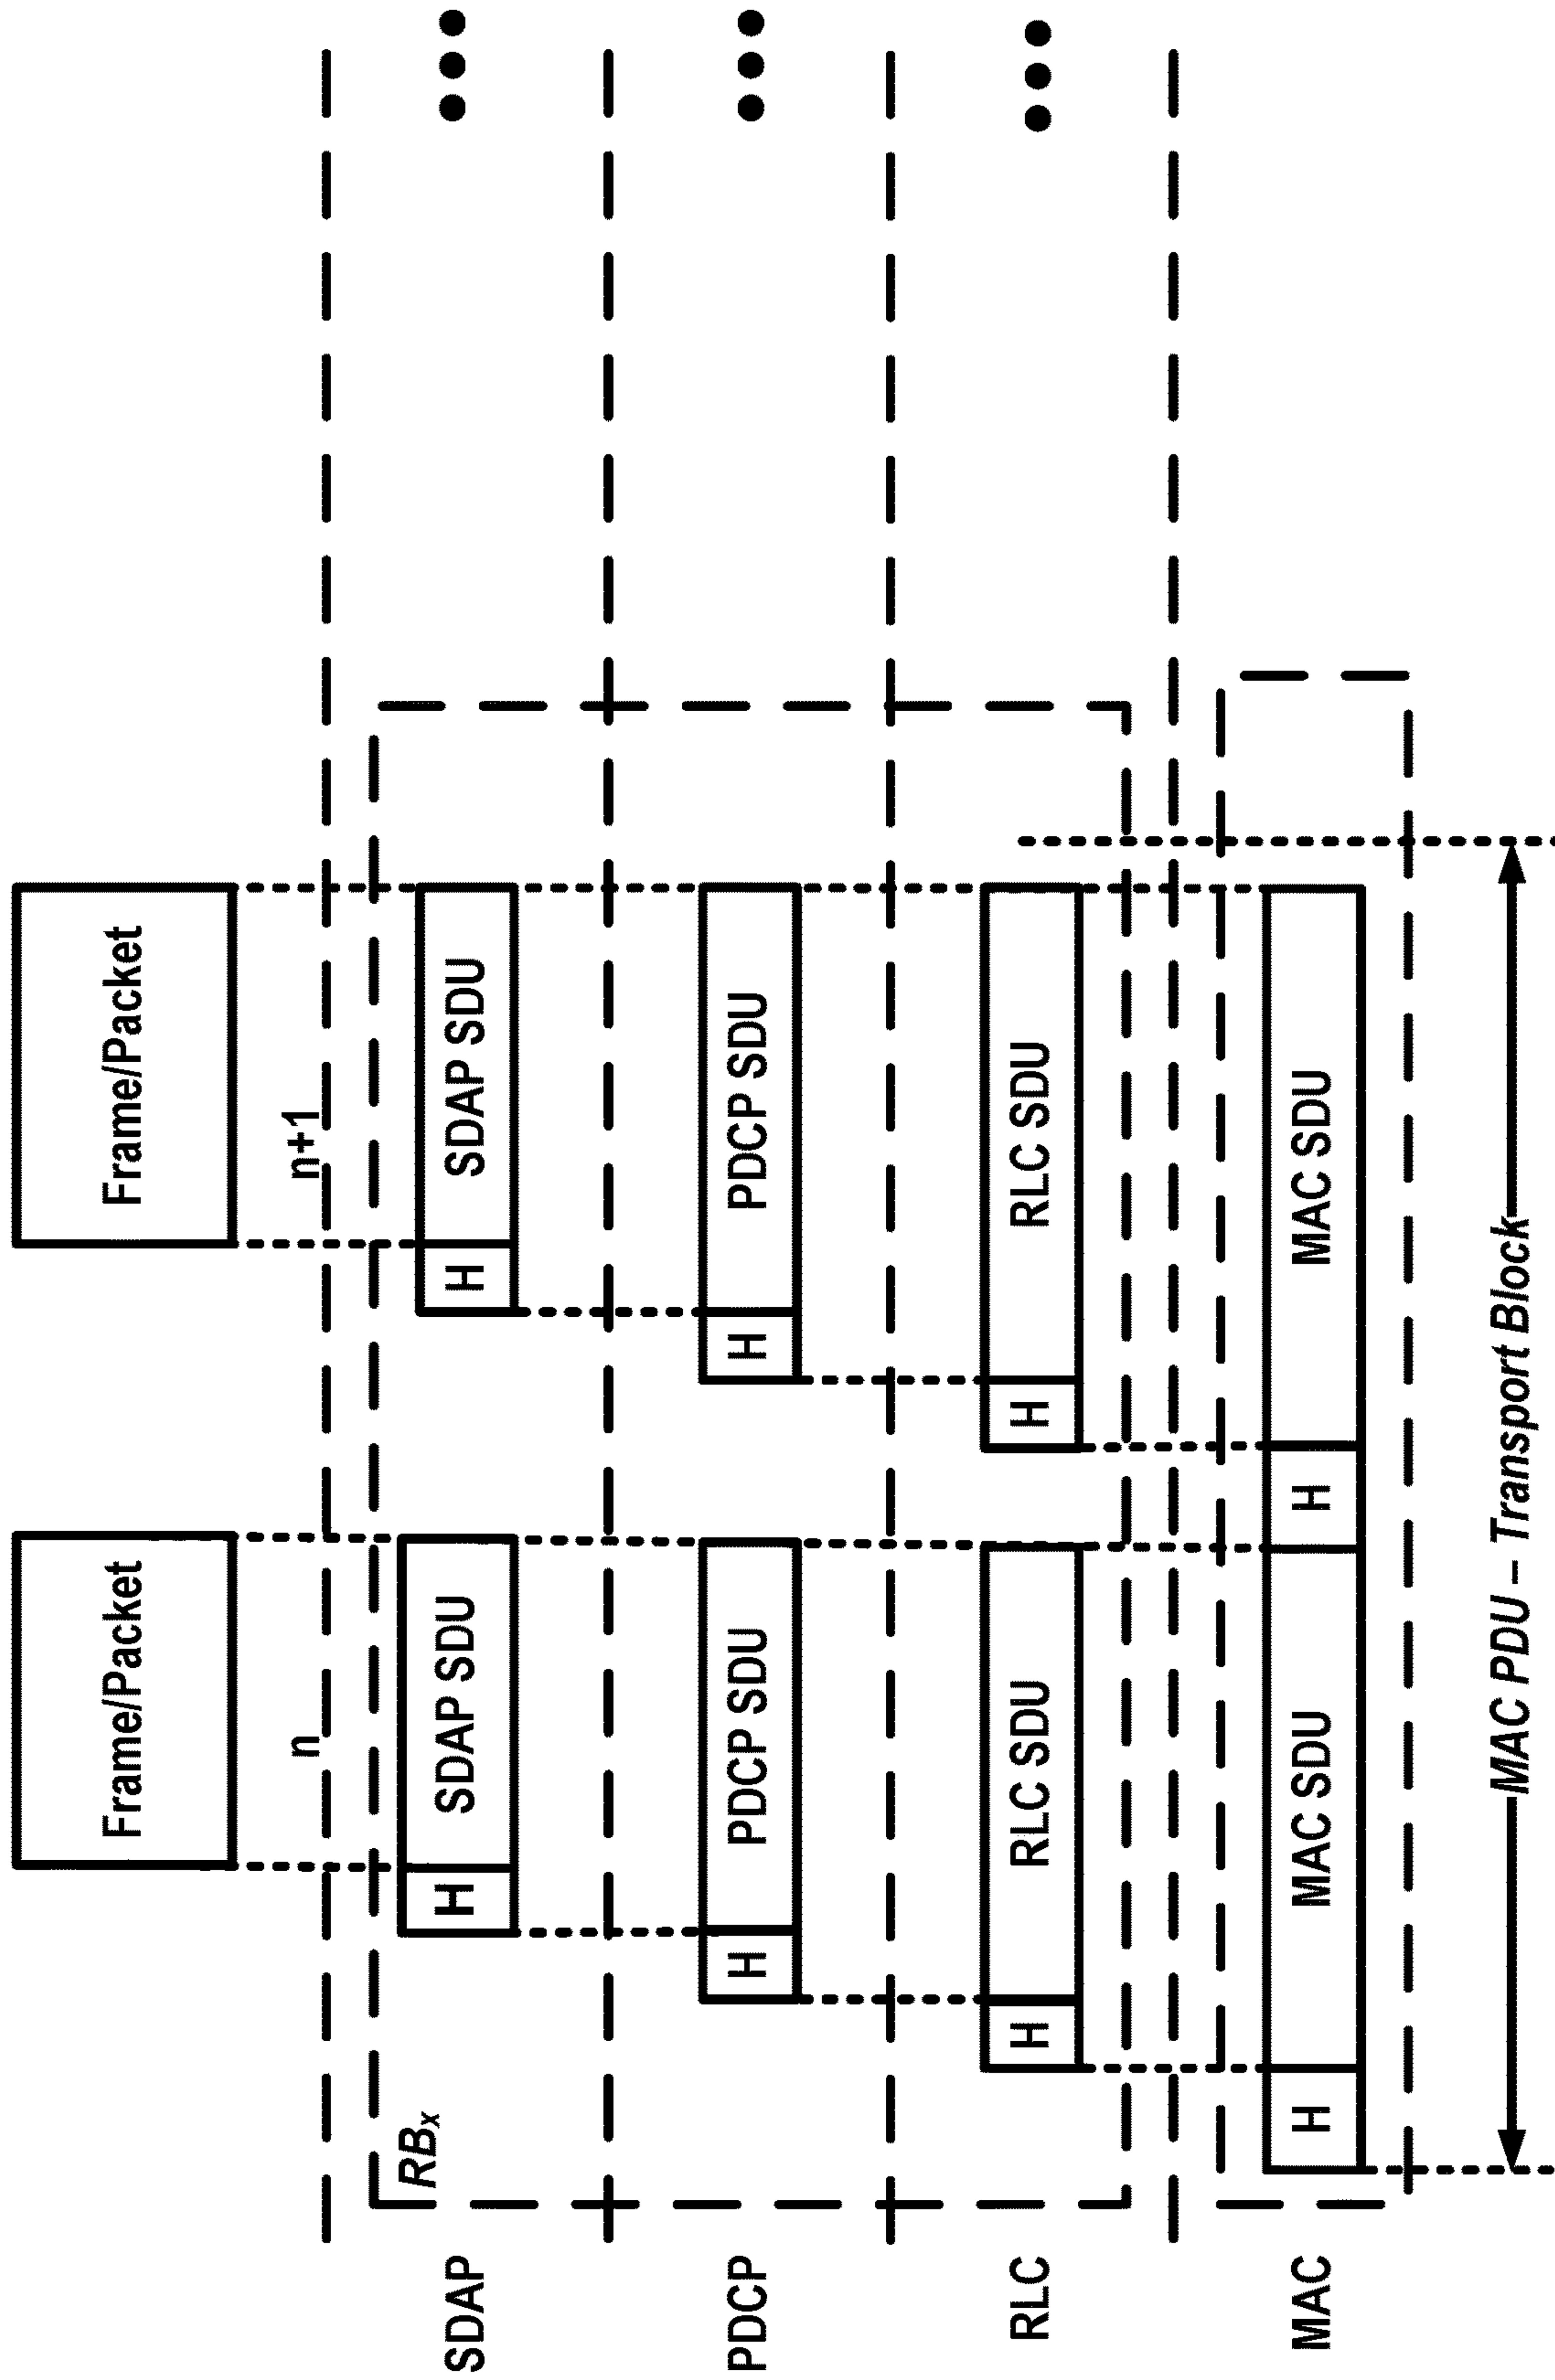 Frame/Packet
Frame/Packet
n
n+1
RBx
SDAP
H
SDAP SDU
H
SDAP SDU
PDCP
H
PDCP SDU
H
PDCP SDU
RLC
H
RLC SDU
H
RLC SDU
MAC
H
MAC SDU
H
MAC SDU
MAC PDU – Transport Block